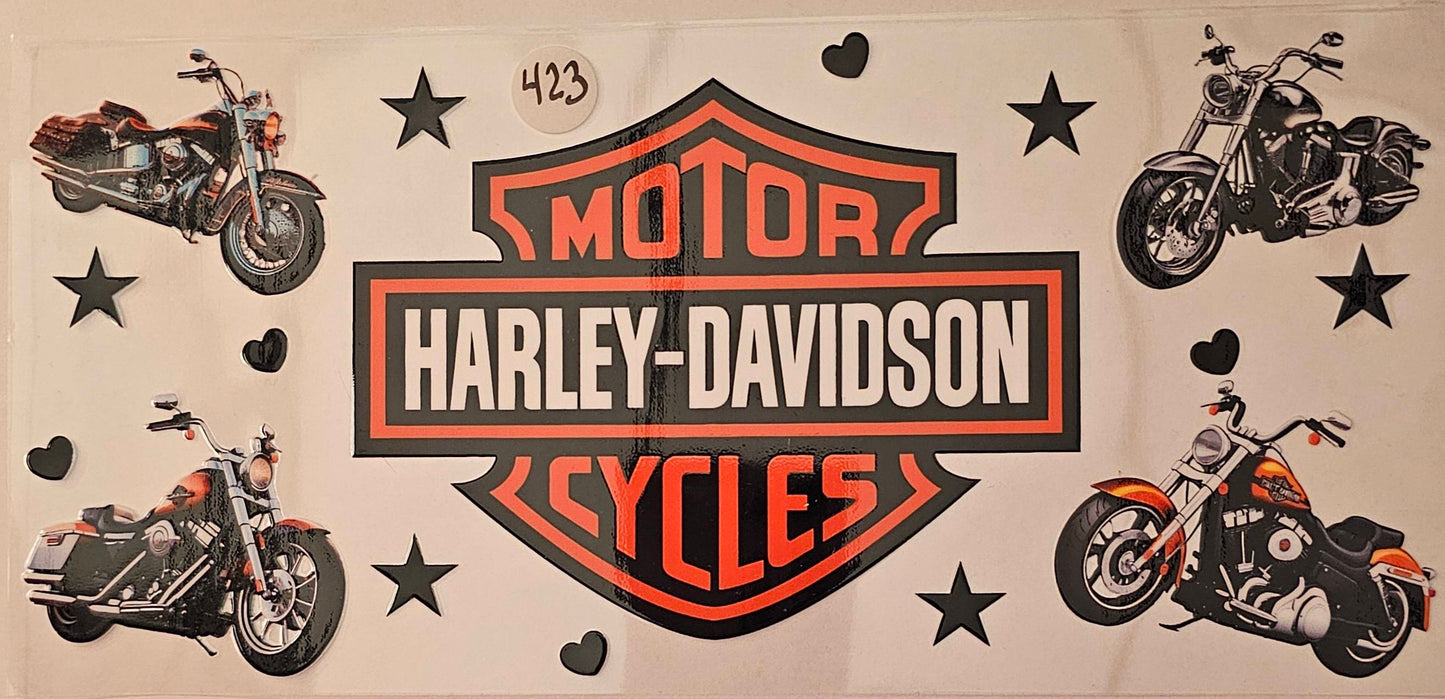 423
MOTOR
HARLEY-DAVIDSON
CYCLES